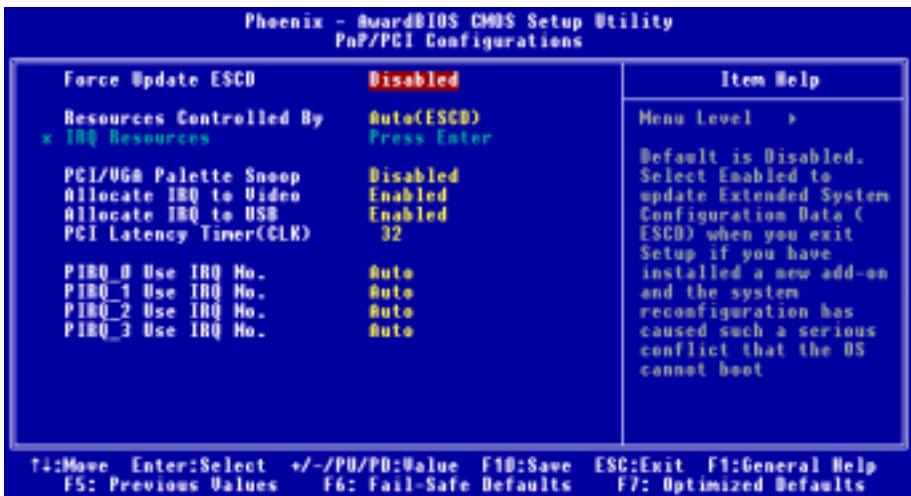 Phoenix - AwardBIOS CMOS Setup Utility
PnP/PCI Configurations
Force Update ESCD Disabled
Resources Controlled By Auto(ESCD)
x IRQ Resources Press Enter
PCI/VGA Palette Snoop Disabled
Allocate IRQ to Video Enabled
Allocate IRQ to USB Enabled
PCI Latency Timer(CLK) 32
PIRQ_0 Use IRQ No. Auto
PIRQ_1 Use IRQ No. Auto
PIRQ_2 Use IRQ No. Auto
PIRQ_3 Use IRQ No. Auto
Item Help
Menu Level ▸
Default is Disabled.
Select Enabled to
update Extended System
Configuration Data (
ESCD) when you exit
Setup if you have
installed a new add-on
and the system
reconfiguration has
caused such a serious
conflict that the OS
cannot boot
↑↓:Move Enter:Select +/-/PU/PD:Value F10:Save ESC:Exit F1:General Help
F5: Previous Values F6: Fail-Safe Defaults F7: Optimized Defaults